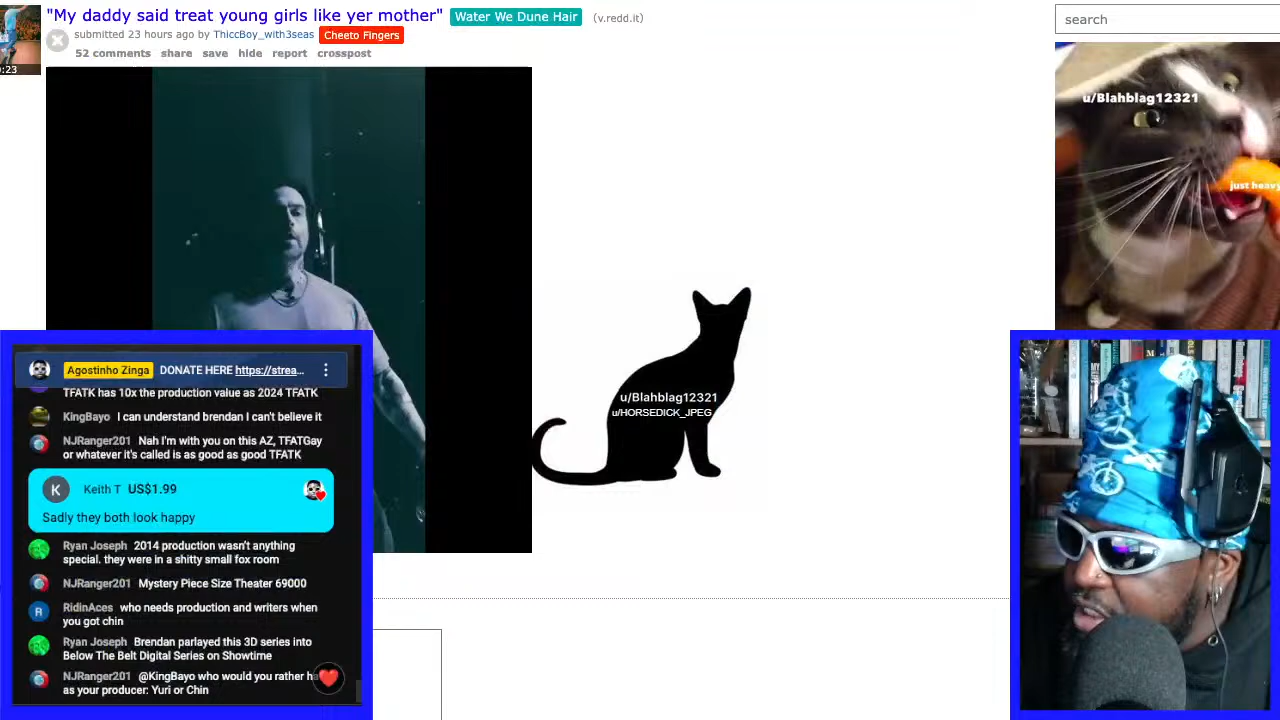 "My daddy said treat young girls like yer mother" Water We Dune Hair (v.redd.it)
submitted 23 hours ago by ThiccBoy_with3seas Cheeto Fingers
52 comments share save hide report crosspost
:23
search
u/Blahblag12321
just heavy
u/Blahblag12321
u/HORSEDICK_JPEG
Agostinho Zinga DONATE HERE https://strea...
TFATK has 10x the production value as 2024 TFATK
KingBayo I can understand brendan I can't believe it
NJRanger201 Nah I'm with you on this AZ, TFATGay
or whatever it's called is as good as good TFATK
K Keith T US$1.99
Sadly they both look happy
Ryan Joseph 2014 production wasn't anything
special. they were in a shitty small fox room
NJRanger201 Mystery Piece Size Theater 69000
R RidinAces who needs production and writers when
you got chin
Ryan Joseph Brendan parlayed this 3D series into
Below The Belt Digital Series on Showtime
NJRanger201 @KingBayo who would you rather h
as your producer: Yuri or Chin